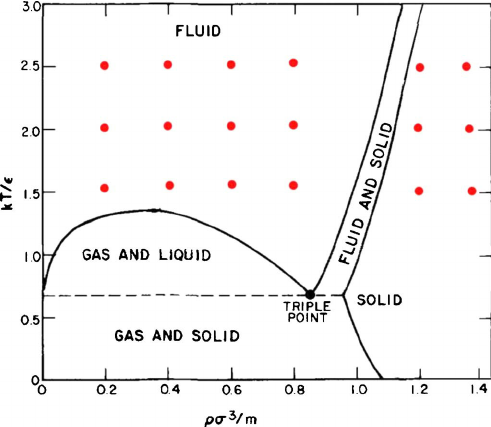 3.0
FLUID
2.5
2.0
1.5
1.0
0.5
0
kT/ε
GAS AND LIQUID
FLUID AND SOLID
TRIPLE
POINT
SOLID
GAS AND SOLID
0 0.2 0.4 0.6 0.8 1.0 1.2 1.4
ρσ³/m